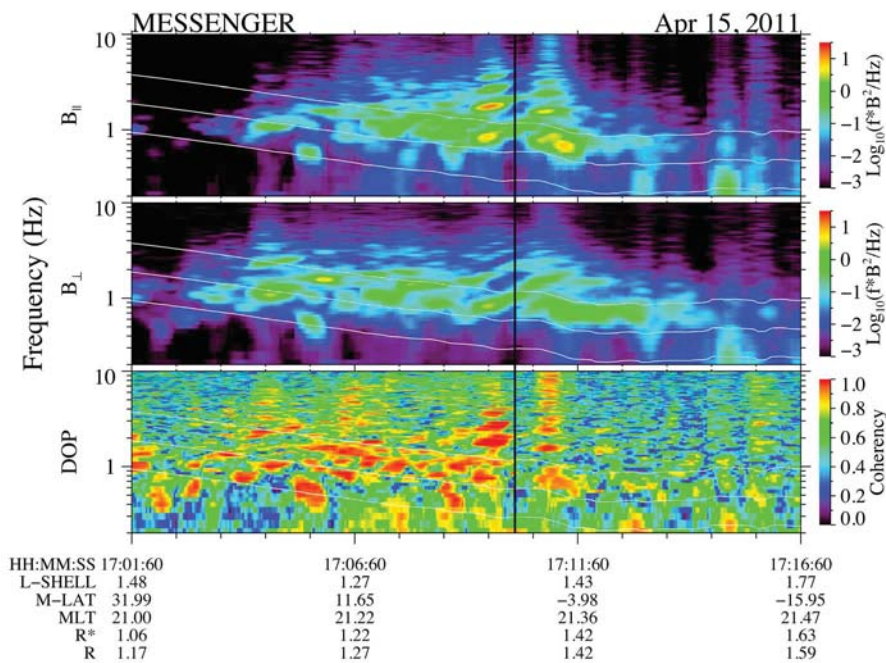 MESSENGER Apr 15, 2011
10
1
B∥
Log₁₀(f*B²/Hz)
1
0
−1
−2
−3
10
1
B⊥
Frequency (Hz)
Log₁₀(f*B²/Hz)
1
0
−1
−2
−3
10
1
DOP
Coherency
1.0
0.8
0.6
0.4
0.2
0.0
HH:MM:SS 17:01:60 17:06:60 17:11:60 17:16:60
L−SHELL 1.48 1.27 1.43 1.77
M−LAT 31.99 11.65 −3.98 −15.95
MLT 21.00 21.22 21.36 21.47
R* 1.06 1.22 1.42 1.63
R 1.17 1.27 1.42 1.59